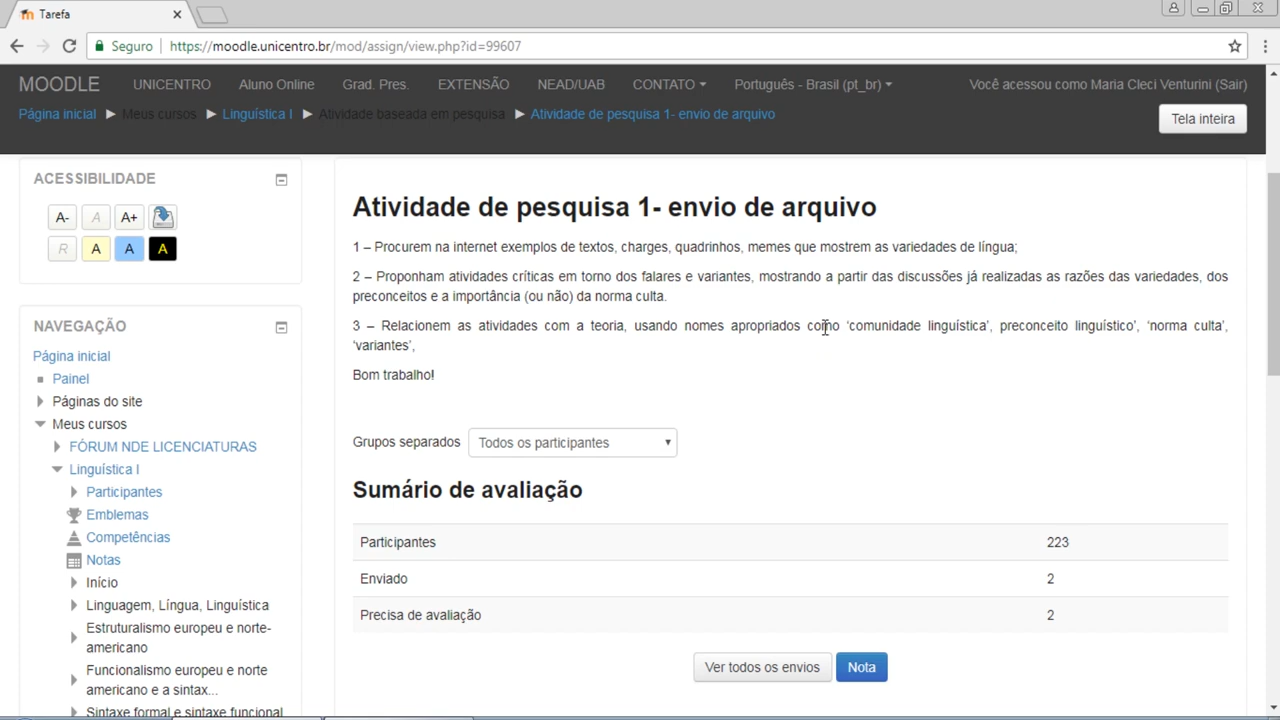 Tarefa
Seguro
https://moodle.unicentro.br/mod/assign/view.php?id=99607
MOODLE UNICENTRO Aluno Online Grad. Pres. EXTENSÃO NEAD/UAB CONTATO Português - Brasil (pt_br) Você acessou como Maria Cleci Venturini (Sair)
Página inicial Meus cursos Linguística I Atividade baseada em pesquisa Atividade de pesquisa 1- envio de arquivo
Tela inteira
ACESSIBILIDADE
A- A A+
R A A A
NAVEGAÇÃO
Página inicial
Painel
Páginas do site
Meus cursos
FÓRUM NDE LICENCIATURAS
Linguística I
Participantes
Emblemas
Competências
Notas
Início
Linguagem, Língua, Linguística
Estruturalismo europeu e norte-
americano
Funcionalismo europeu e norte
americano e a sintax...
Sintaxe formal e sintaxe funcional
Atividade de pesquisa 1- envio de arquivo
1 – Procurem na internet exemplos de textos, charges, quadrinhos, memes que mostrem as variedades de língua;
2 – Proponham atividades críticas em torno dos falares e variantes, mostrando a partir das discussões já realizadas as razões das variedades, dos
preconceitos e a importância (ou não) da norma culta.
3 – Relacionem as atividades com a teoria, usando nomes apropriados como ‘comunidade linguística’, preconceito linguístico’, ‘norma culta’,
‘variantes’,
Bom trabalho!
Grupos separados Todos os participantes
Sumário de avaliação
Participantes 223
Enviado 2
Precisa de avaliação 2
Ver todos os envios Nota